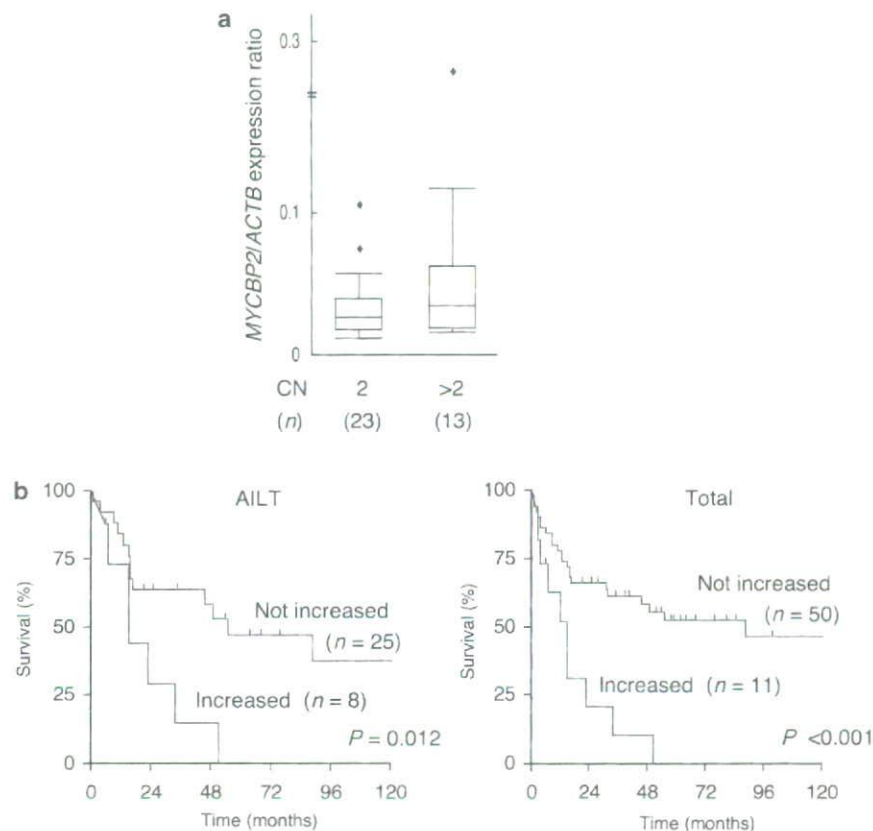 a
MYCBP2/ACTB expression ratio
0.3
0.1
0
CN 2 >2
(n) (23) (13)
b
AILT
Survival (%)
100
75
50
25
0
Not increased
(n = 25)
Increased (n = 8)
P = 0.012
0 24 48 72 96 120
Time (months)
Total
Survival (%)
100
75
50
25
0
Not increased
(n = 50)
Increased (n = 11)
P <0.001
0 24 48 72 96 120
Time (months)